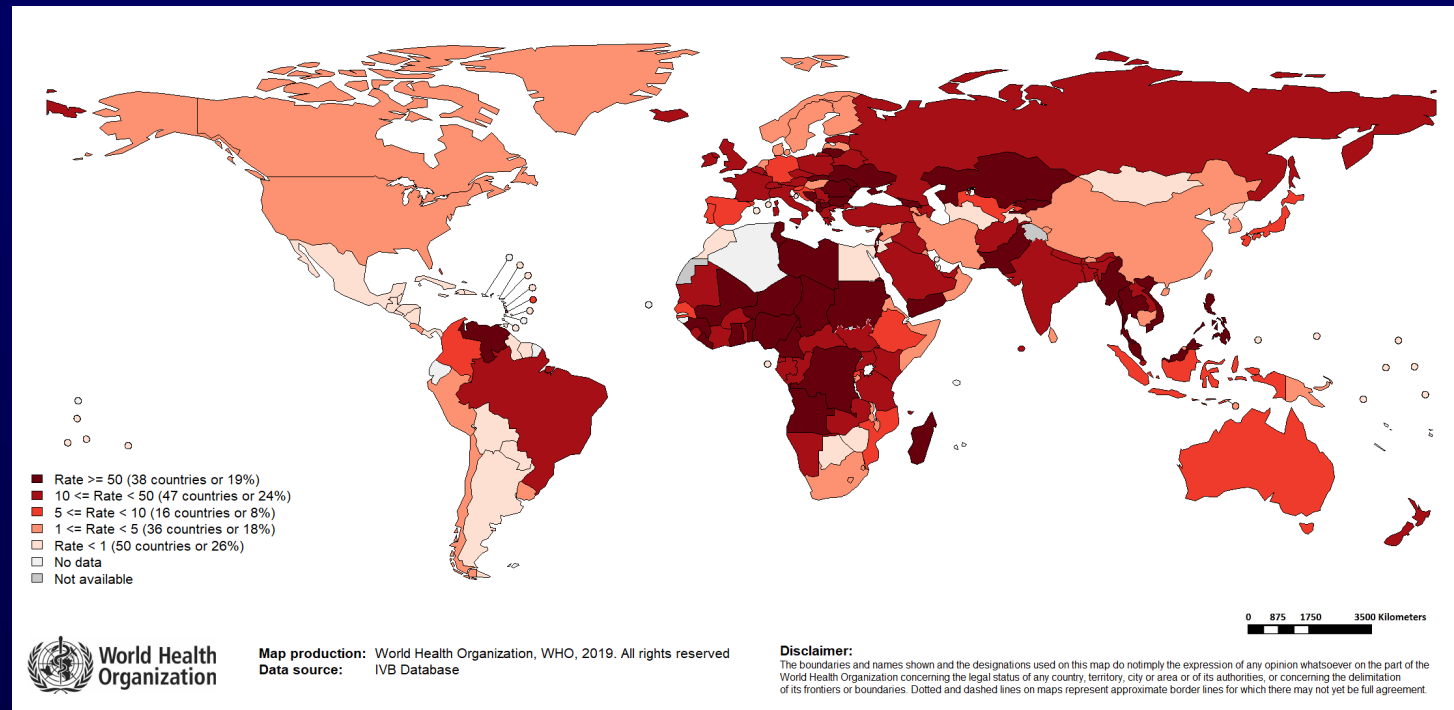 Rate >= 50 (38 countries or 19%)
10 <= Rate < 50 (47 countries or 24%)
5 <= Rate < 10 (16 countries or 8%)
1 <= Rate < 5 (36 countries or 18%)
Rate < 1 (50 countries or 26%)
No data
Not available
0 875 1750 3500 Kilometers
World Health
Organization
Map production: World Health Organization, WHO, 2019. All rights reserved
Data source: IVB Database
Disclaimer:
The boundaries and names shown and the designations used on this map do notimply the expression of any opinion whatsoever on the part of the
World Health Organization concerning the legal status of any country, territory, city or area or of its authorities, or concerning the delimitation
of its frontiers or boundaries. Dotted and dashed lines on maps represent approximate border lines for which there may not yet be full agreement.